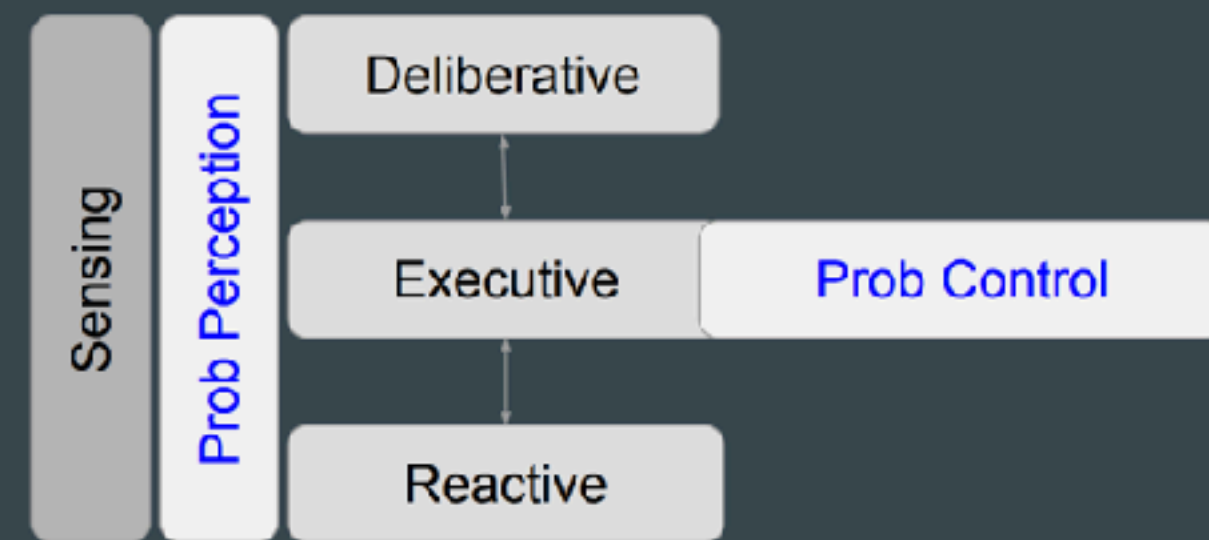 Sensing
Prob Perception
Deliberative
Executive
Prob Control
Reactive